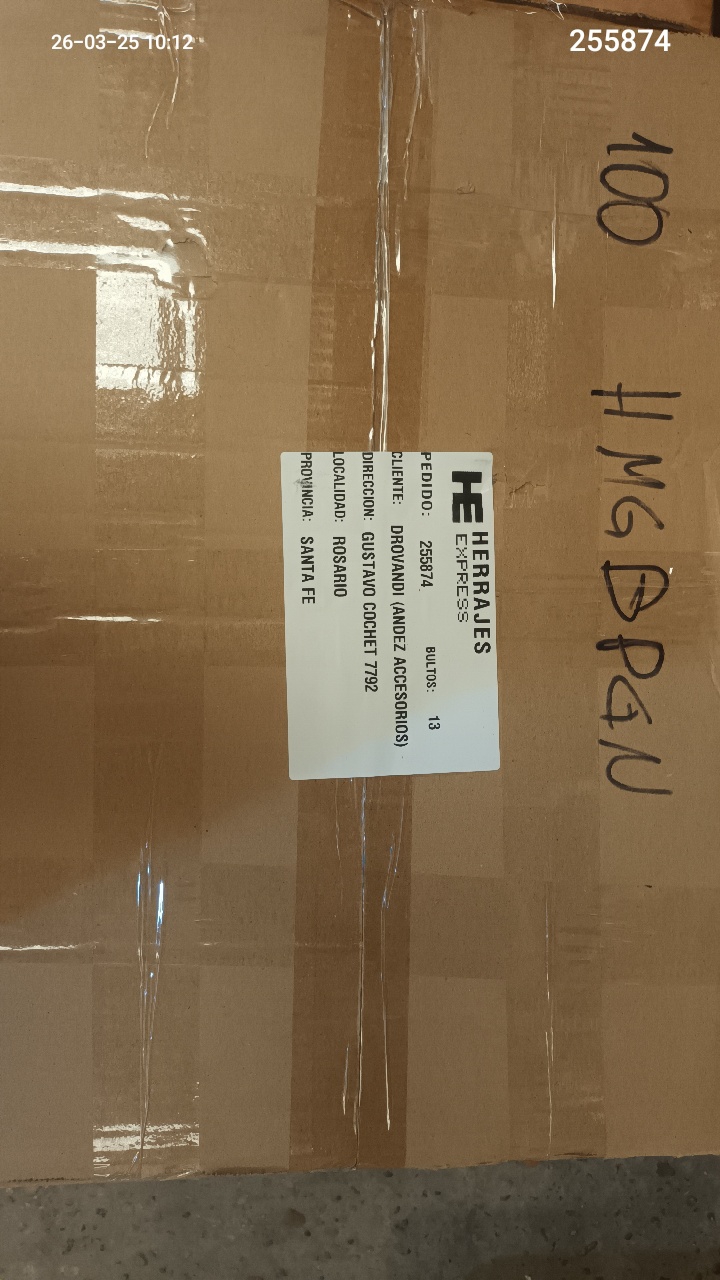 26-03-25 10:12
255874
100 HMGDPGN
HE HERRAJES
EXPRESS
PEDIDO: 255874 BULTOS: 13
CLIENTE: DROVANDI (ANDEZ ACCESORIOS)
DIRECCION: GUSTAVO COCHET 7792
LOCALIDAD: ROSARIO
PROVINCIA: SANTA FE